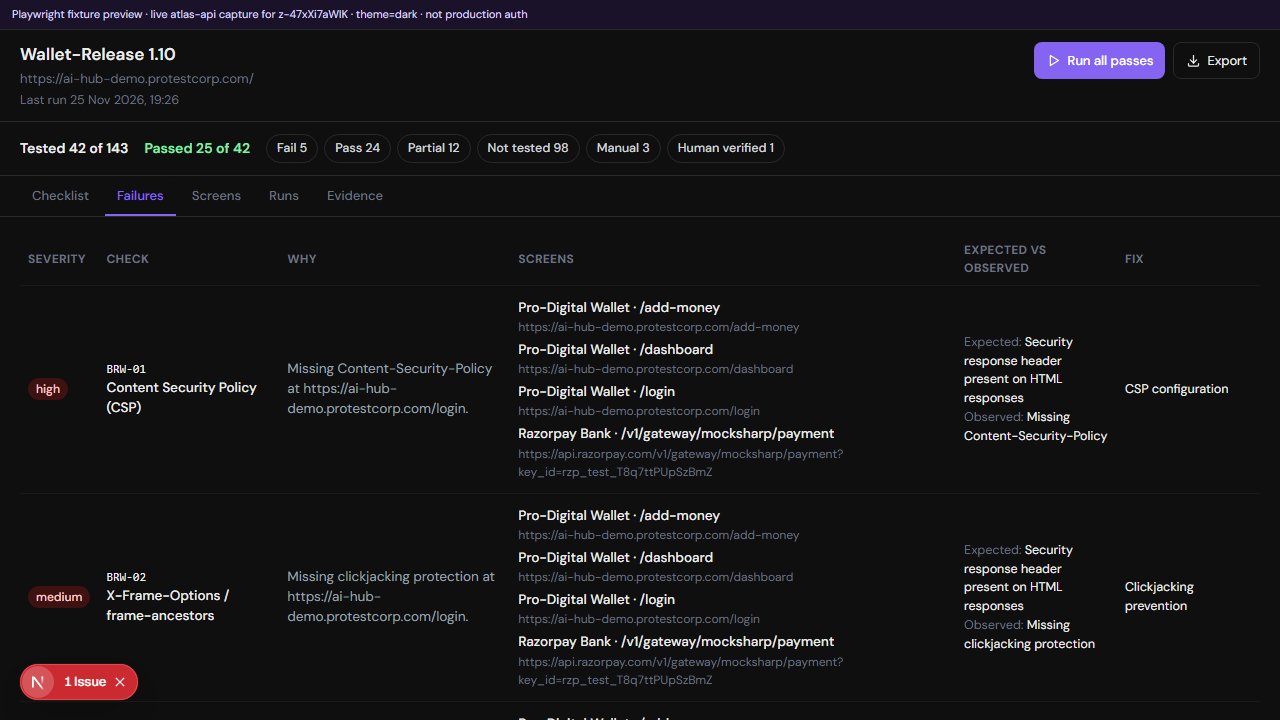 Playwright fixture preview · live atlas-api capture for z-47xXi7aWlK · theme=dark · not production auth
Wallet-Release 1.10
https://ai-hub-demo.protestcorp.com/
Last run 25 Nov 2026, 19:26
Run all passes
Export
Tested 42 of 143
Passed 25 of 42
Fail 5
Pass 24
Partial 12
Not tested 98
Manual 3
Human verified 1
Checklist
Failures
Screens
Runs
Evidence
SEVERITY
CHECK
WHY
SCREENS
EXPECTED VS
OBSERVED
FIX
high
BRW-01
Content Security Policy
(CSP)
Missing Content-Security-Policy
at https://ai-hub-
demo.protestcorp.com/login.
Pro-Digital Wallet · /add-money
https://ai-hub-demo.protestcorp.com/add-money
Pro-Digital Wallet · /dashboard
https://ai-hub-demo.protestcorp.com/dashboard
Pro-Digital Wallet · /login
https://ai-hub-demo.protestcorp.com/login
Razorpay Bank · /v1/gateway/mocksharp/payment
https://api.razorpay.com/v1/gateway/mocksharp/payment?
key_id=rzp_test_T8q7ttPUpSzBmZ
Expected: Security
response header
present on HTML
responses
Observed: Missing
Content-Security-Policy
CSP configuration
medium
BRW-02
X-Frame-Options /
frame-ancestors
Missing clickjacking protection at
https://ai-hub-
demo.protestcorp.com/login.
Pro-Digital Wallet · /add-money
https://ai-hub-demo.protestcorp.com/add-money
Pro-Digital Wallet · /dashboard
https://ai-hub-demo.protestcorp.com/dashboard
Pro-Digital Wallet · /login
https://ai-hub-demo.protestcorp.com/login
Razorpay Bank · /v1/gateway/mocksharp/payment
https://api.razorpay.com/v1/gateway/mocksharp/payment?
key_id=rzp_test_T8q7ttPUpSzBmZ
Expected: Security
response header
present on HTML
responses
Observed: Missing
clickjacking protection
Clickjacking
prevention
N
1 Issue